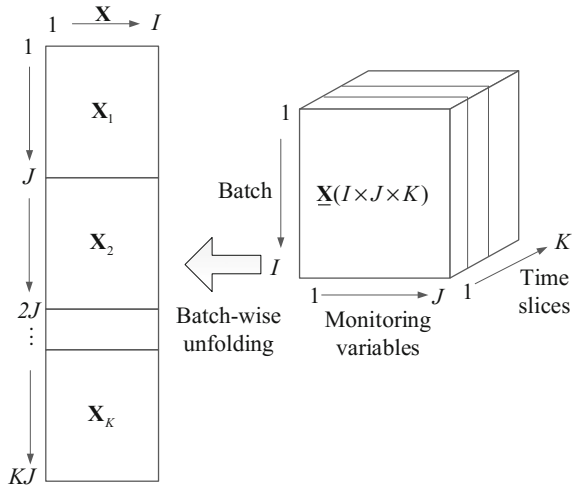 X
1 I
1
X₁
J
X₂
2J
⋮
X_K
KJ
Batch-wise
unfolding
1
Batch
I
X(I×J×K)
1 J
Monitoring
variables
1
K
Time
slices